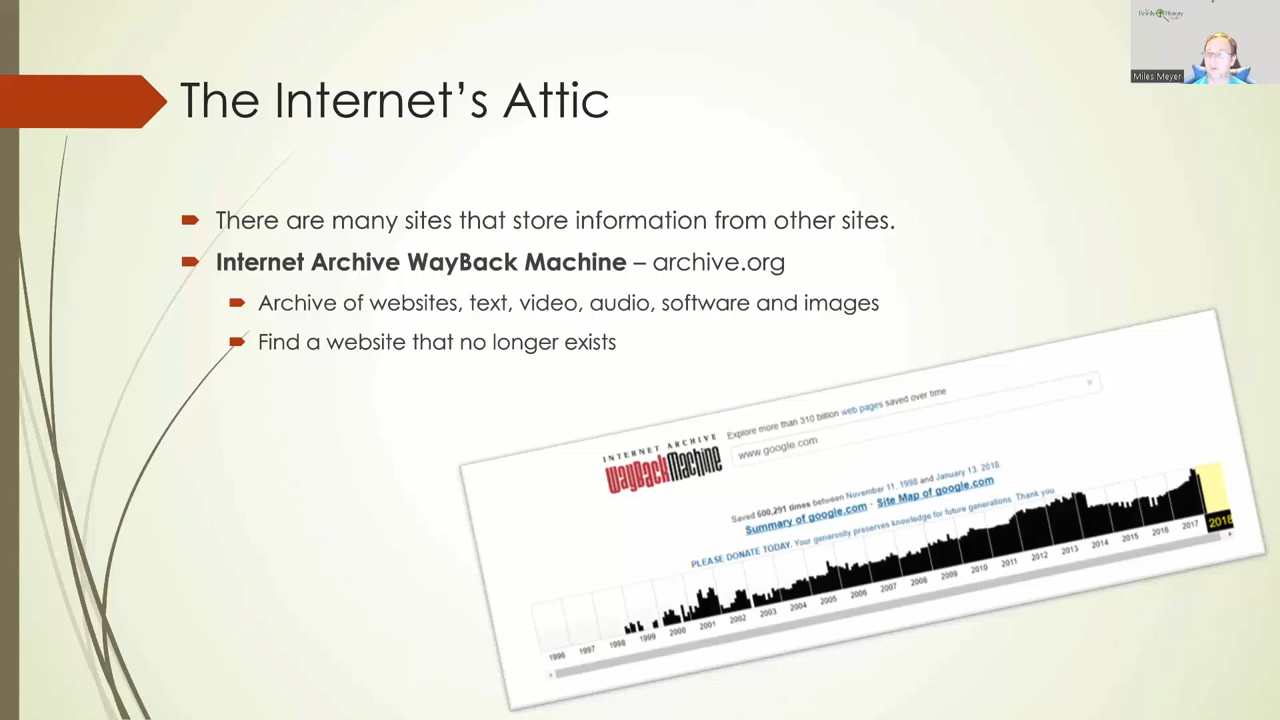 The Internet's Attic
There are many sites that store information from other sites.
Internet Archive WayBack Machine – archive.org
Archive of websites, text, video, audio, software and images
Find a website that no longer exists
Miles Meyer
Explore more than 310 billion web pages saved over time
INTERNET ARCHIVE
WayBack Machine
www.google.com
Saved 600,291 times between November 11, 1998 and January 13, 2018
Summary of google.com · Site Map of google.com
PLEASE DONATE TODAY. Your generosity preserves knowledge for future generations. Thank you
1996 1997 1998 1999 2000 2001 2002 2003 2004 2005 2006 2007 2008 2009 2010 2011 2012 2013 2014 2015 2016 2017 2018